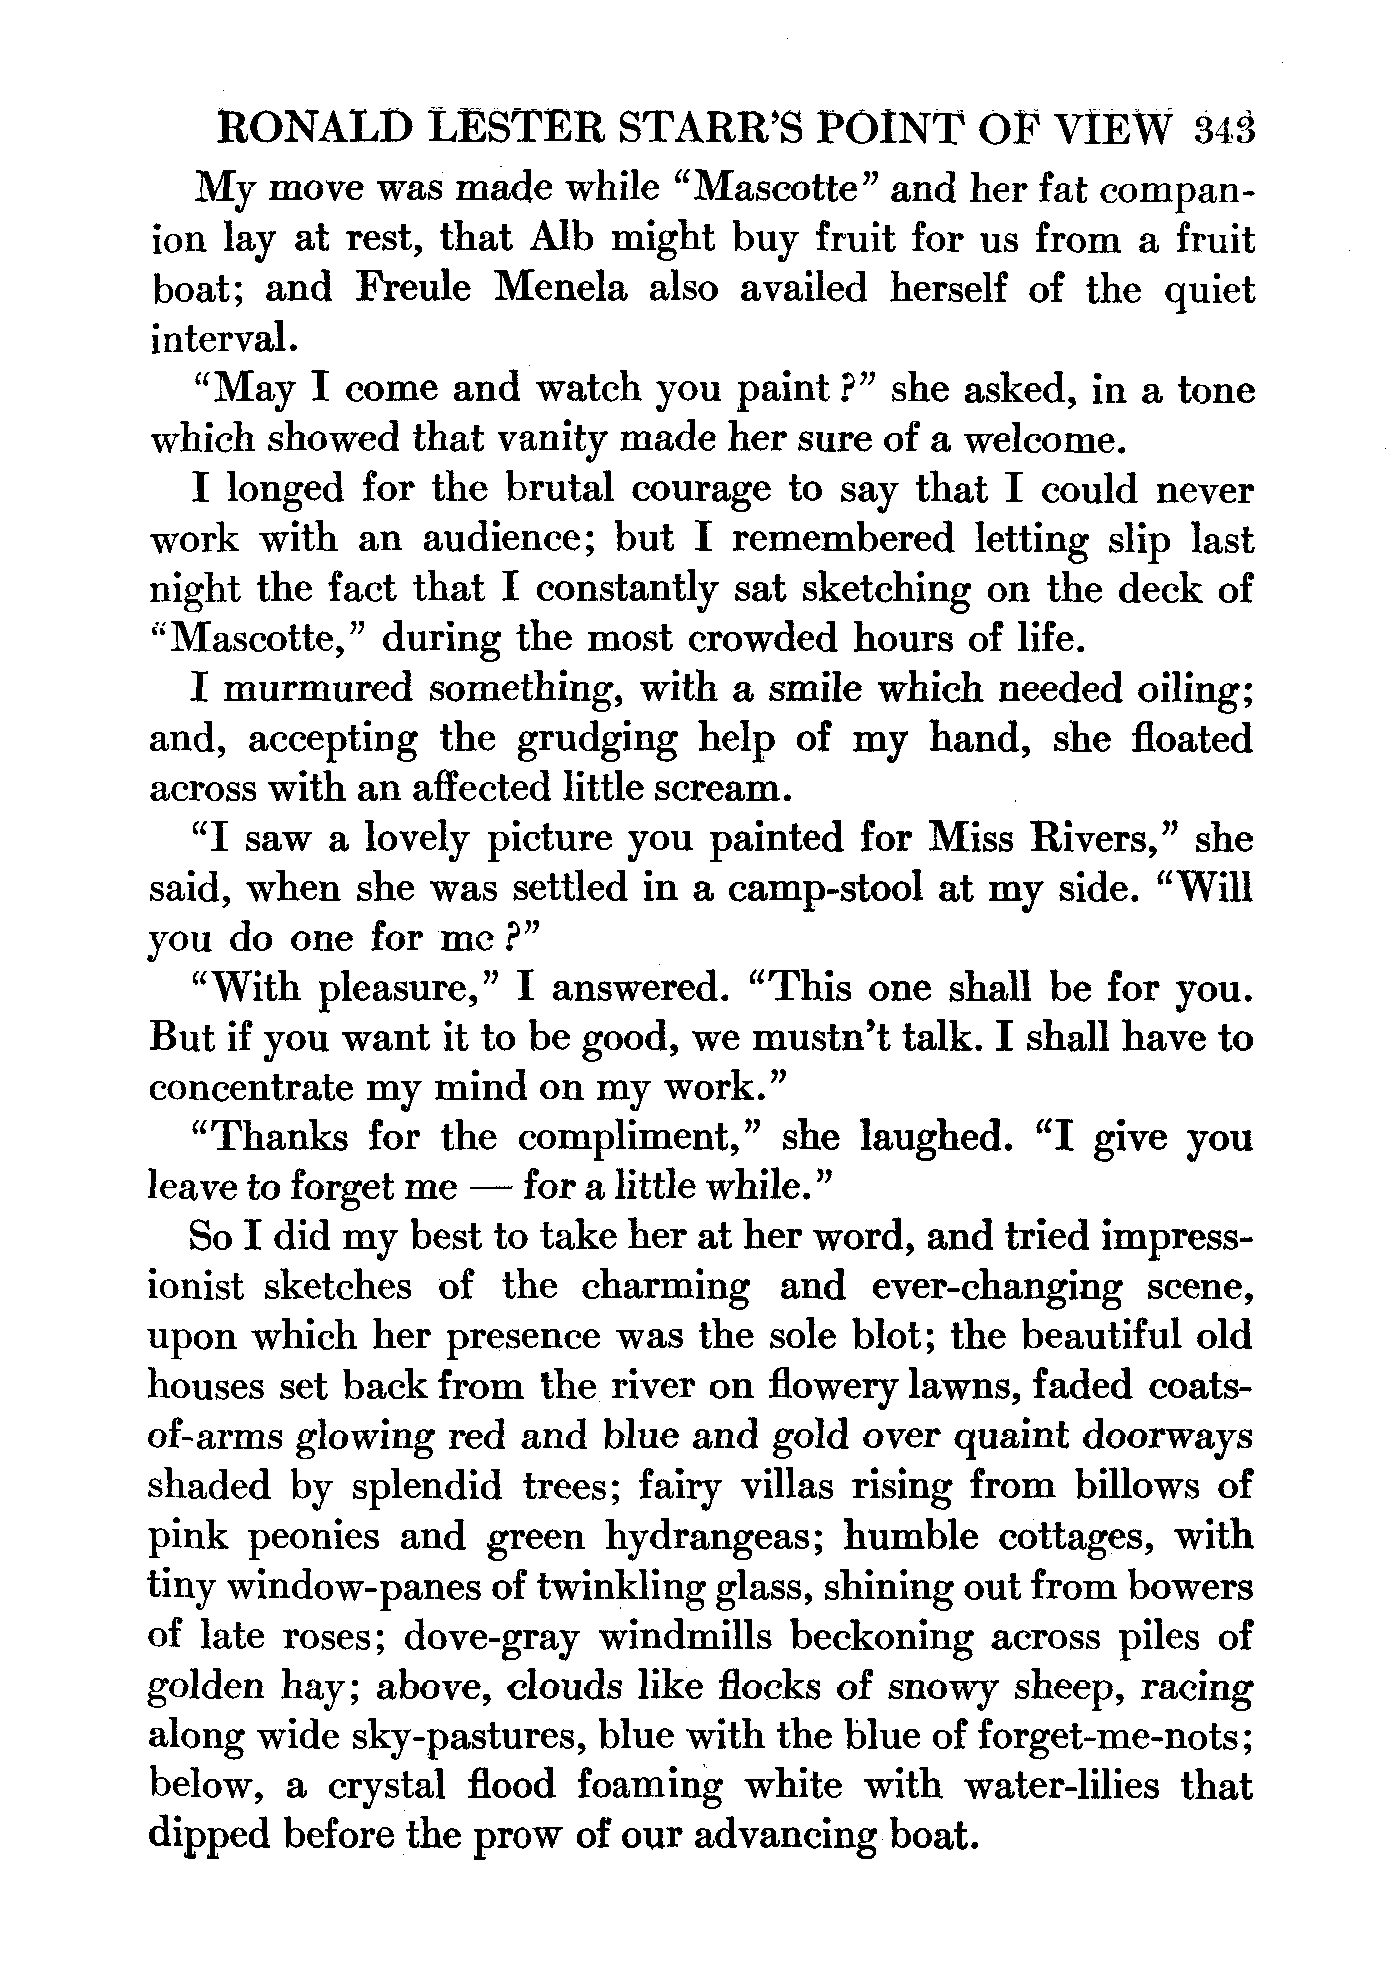 RONALD LESTER STARR'S POINT OF VIEW 343
My move was made while "Mascotte" and her fat compan-
ion lay at rest, that Alb might buy fruit for us from a fruit
boat; and Freule Menela also availed herself of the quiet
interval.
"May I come and watch you paint?" she asked, in a tone
which showed that vanity made her sure of a welcome.
I longed for the brutal courage to say that I could never
work with an audience; but I remembered letting slip last
night the fact that I constantly sat sketching on the deck of
"Mascotte," during the most crowded hours of life.
I murmured something, with a smile which needed oiling;
and, accepting the grudging help of my hand, she floated
across with an affected little scream.
"I saw a lovely picture you painted for Miss Rivers," she
said, when she was settled in a camp-stool at my side. "Will
you do one for me?"
"With pleasure," I answered. "This one shall be for you.
But if you want it to be good, we mustn't talk. I shall have to
concentrate my mind on my work."
"Thanks for the compliment," she laughed. "I give you
leave to forget me — for a little while."
So I did my best to take her at her word, and tried impress-
ionist sketches of the charming and ever-changing scene,
upon which her presence was the sole blot; the beautiful old
houses set back from the river on flowery lawns, faded coats-
of-arms glowing red and blue and gold over quaint doorways
shaded by splendid trees; fairy villas rising from billows of
pink peonies and green hydrangeas; humble cottages, with
tiny window-panes of twinkling glass, shining out from bowers
of late roses; dove-gray windmills beckoning across piles of
golden hay; above, clouds like flocks of snowy sheep, racing
along wide sky-pastures, blue with the blue of forget-me-nots;
below, a crystal flood foaming white with water-lilies that
dipped before the prow of our advancing boat.